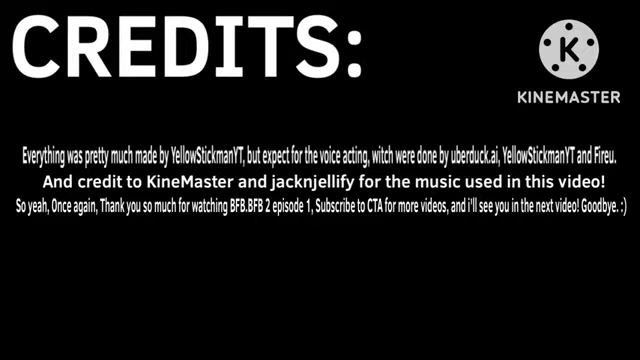 CREDITS:
KINEMASTER
Everything was pretty much made by YellowStickmanYT, but expect for the voice acting, witch were done by uberduck.ai, YellowStickmanYT and Fireu.
And credit to KineMaster and jacknjellify for the music used in this video!
So yeah, Once again, Thank you so much for watching BFB.BFB 2 episode 1, Subscribe to CTA for more videos, and i'll see you in the next video! Goodbye. :)